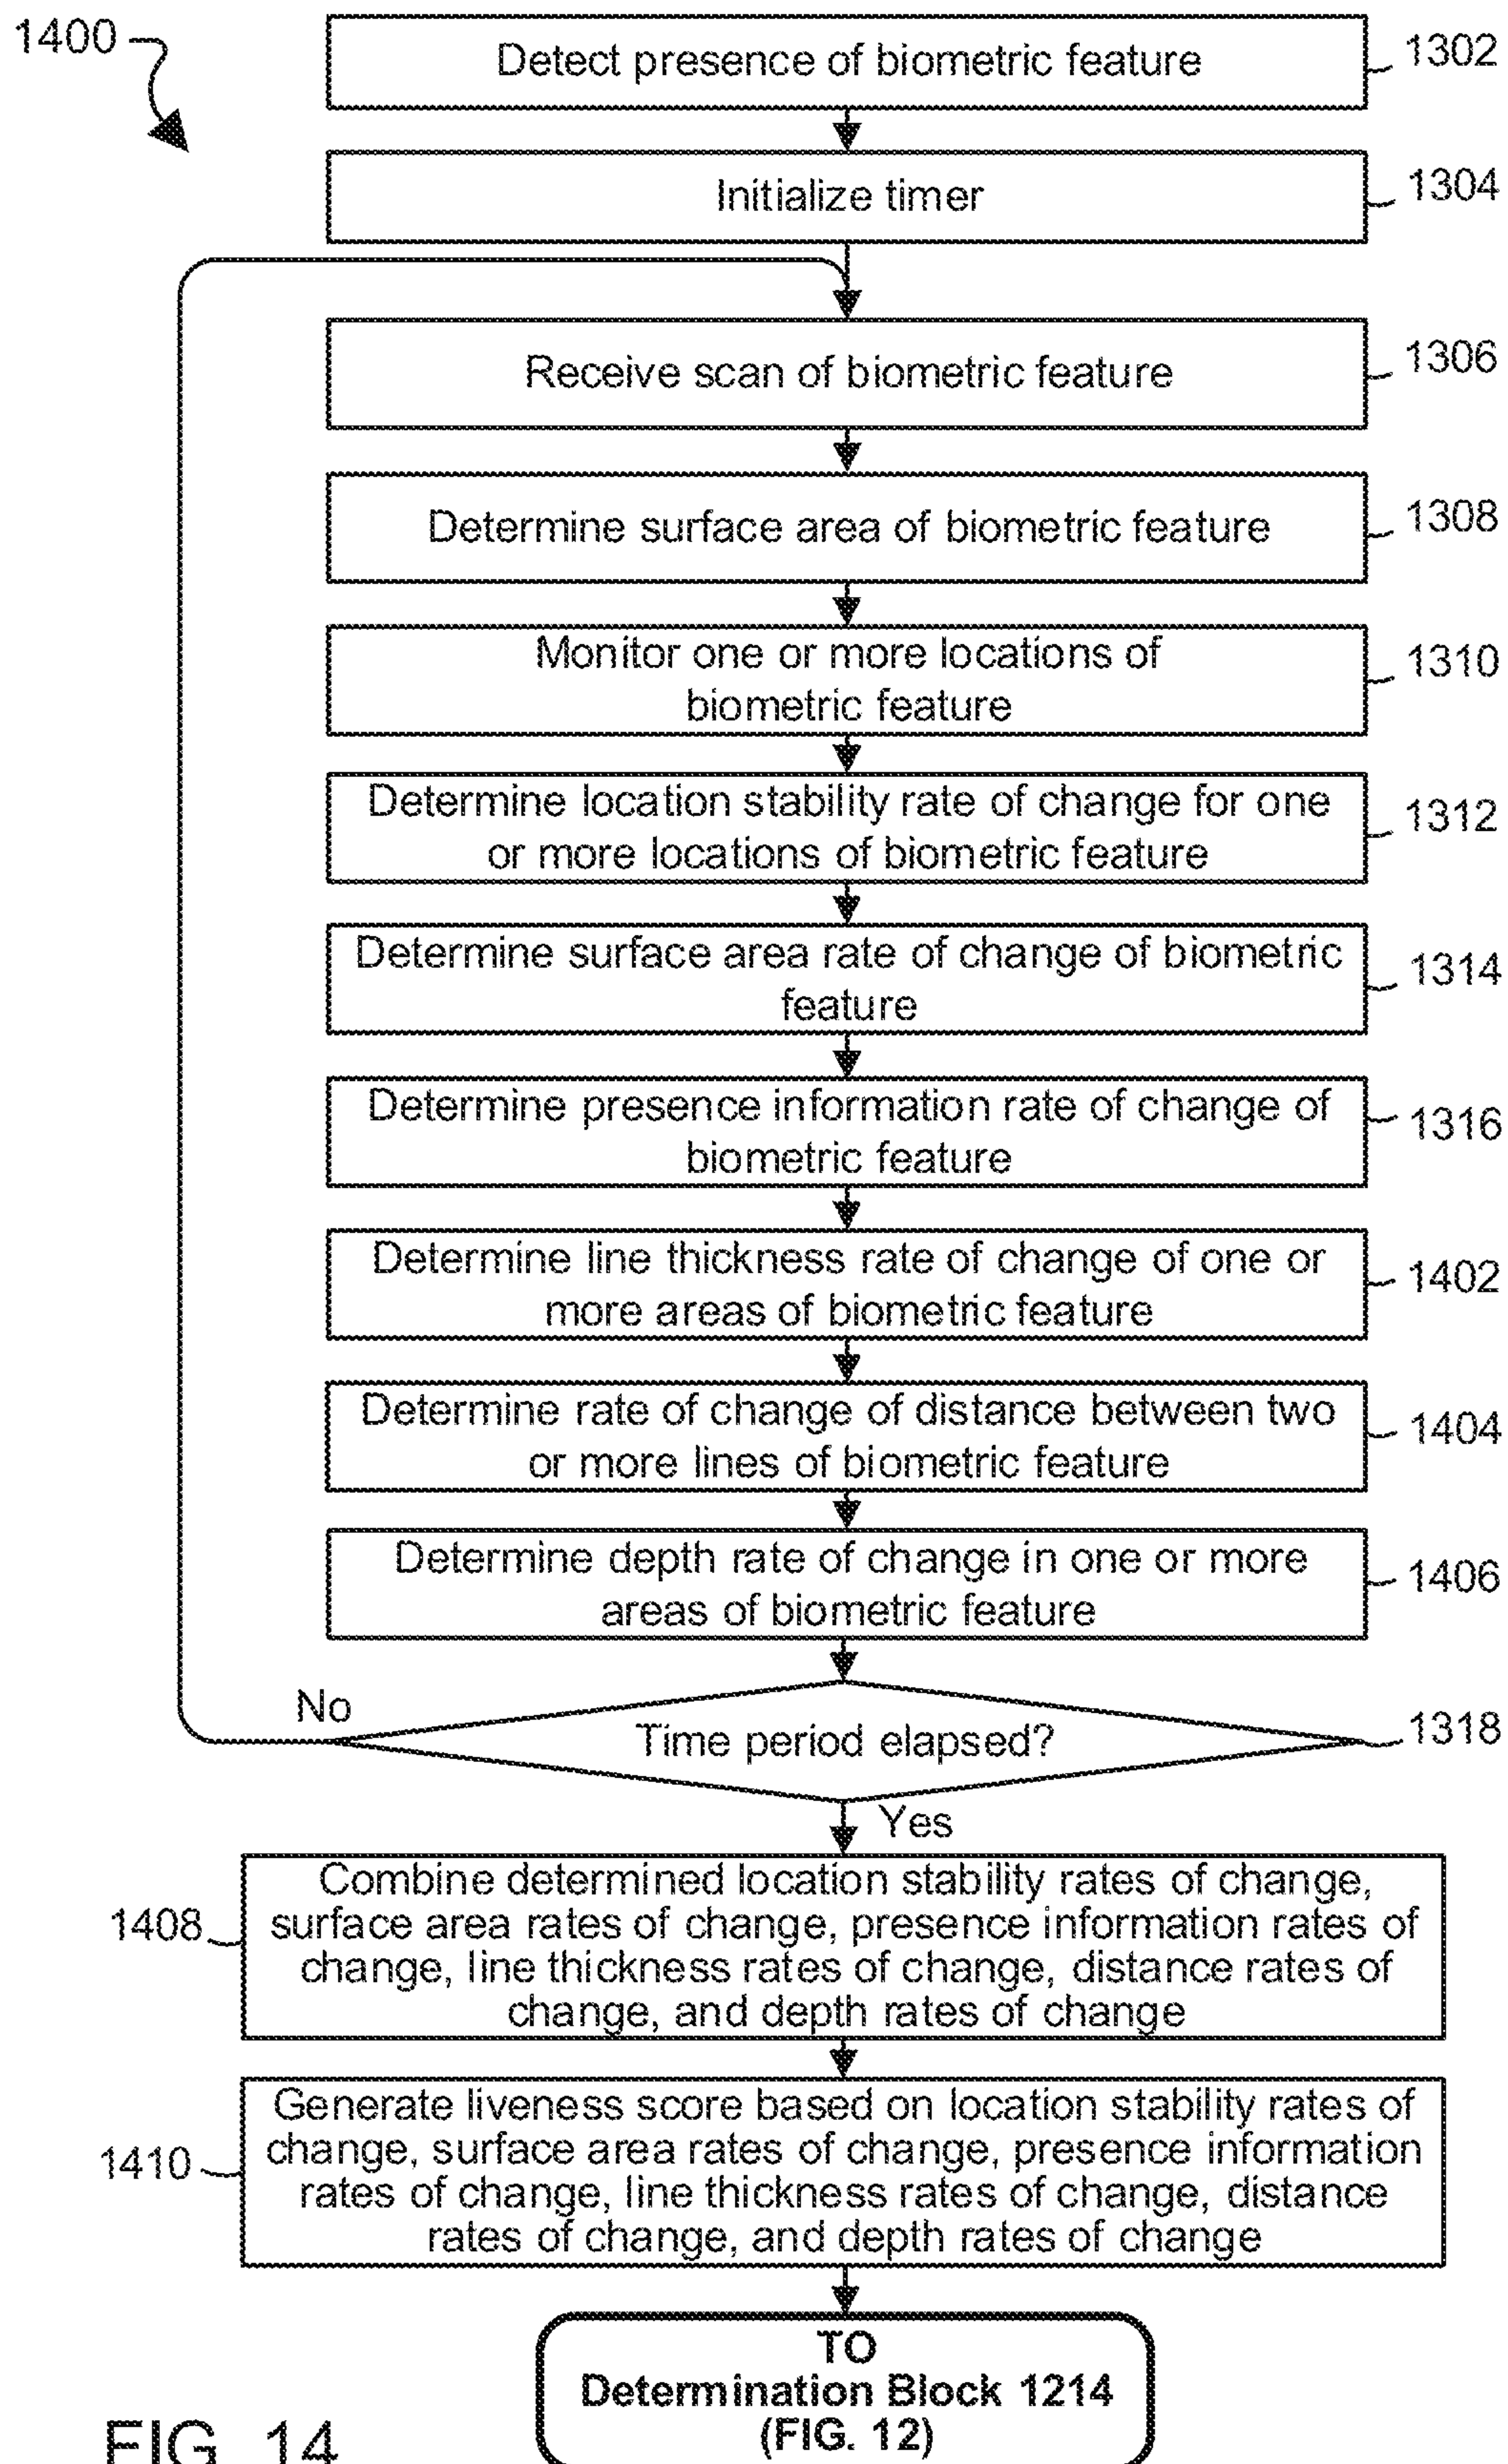 1400
Detect presence of biometric feature
1302
Initialize timer
1304
Receive scan of biometric feature
1306
Determine surface area of biometric feature
1308
Monitor one or more locations of
biometric feature
1310
Determine location stability rate of change for one
or more locations of biometric feature
1312
Determine surface area rate of change of biometric
feature
1314
Determine presence information rate of change of
biometric feature
1316
Determine line thickness rate of change of one or
more areas of biometric feature
1402
Determine rate of change of distance between two
or more lines of biometric feature
1404
Determine depth rate of change in one or more
areas of biometric feature
1406
No
Time period elapsed?
1318
Yes
1408
Combine determined location stability rates of change,
surface area rates of change, presence information rates of
change, line thickness rates of change, distance rates of
change, and depth rates of change
1410
Generate liveness score based on location stability rates of
change, surface area rates of change, presence information
rates of change, line thickness rates of change, distance
rates of change, and depth rates of change
TO
Determination Block 1214
(FIG. 12)
FIG. 14